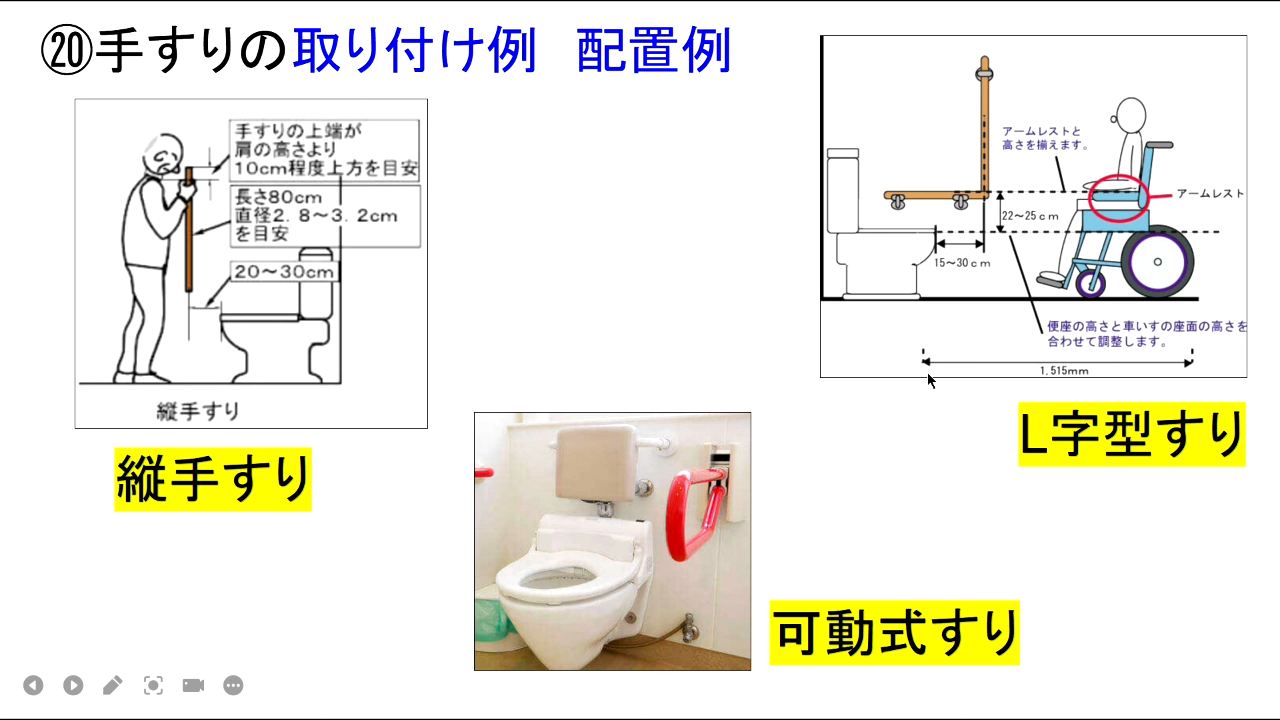 ⑳手すりの取り付け例　配置例
手すりの上端が
肩の高さより
10cm程度上方を目安
長さ80cm
直径2.8～3.2cm
を目安
20～30cm
縦手すり
縦手すり
アームレストと
高さを揃えます。
アームレスト
22～25ｃｍ
15～30ｃｍ
便座の高さと車いすの座面の高さを
合わせて調整します。
1,515mm
L字型すり
可動式すり